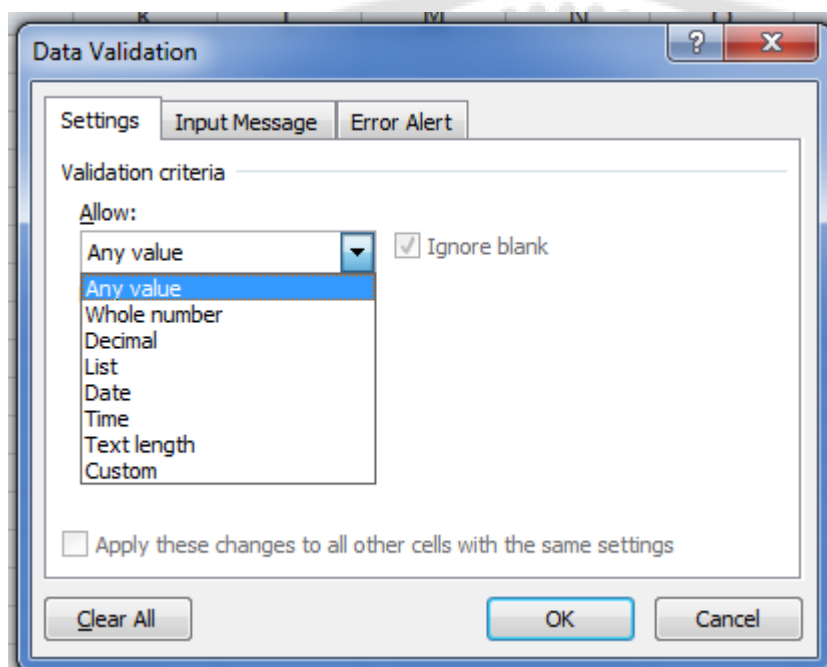 K L M N O
Data Validation ?
Settings Input Message Error Alert
Validation criteria
Allow:
Any value Ignore blank
Any value
Whole number
Decimal
List
Date
Time
Text length
Custom
Apply these changes to all other cells with the same settings
Clear All OK Cancel